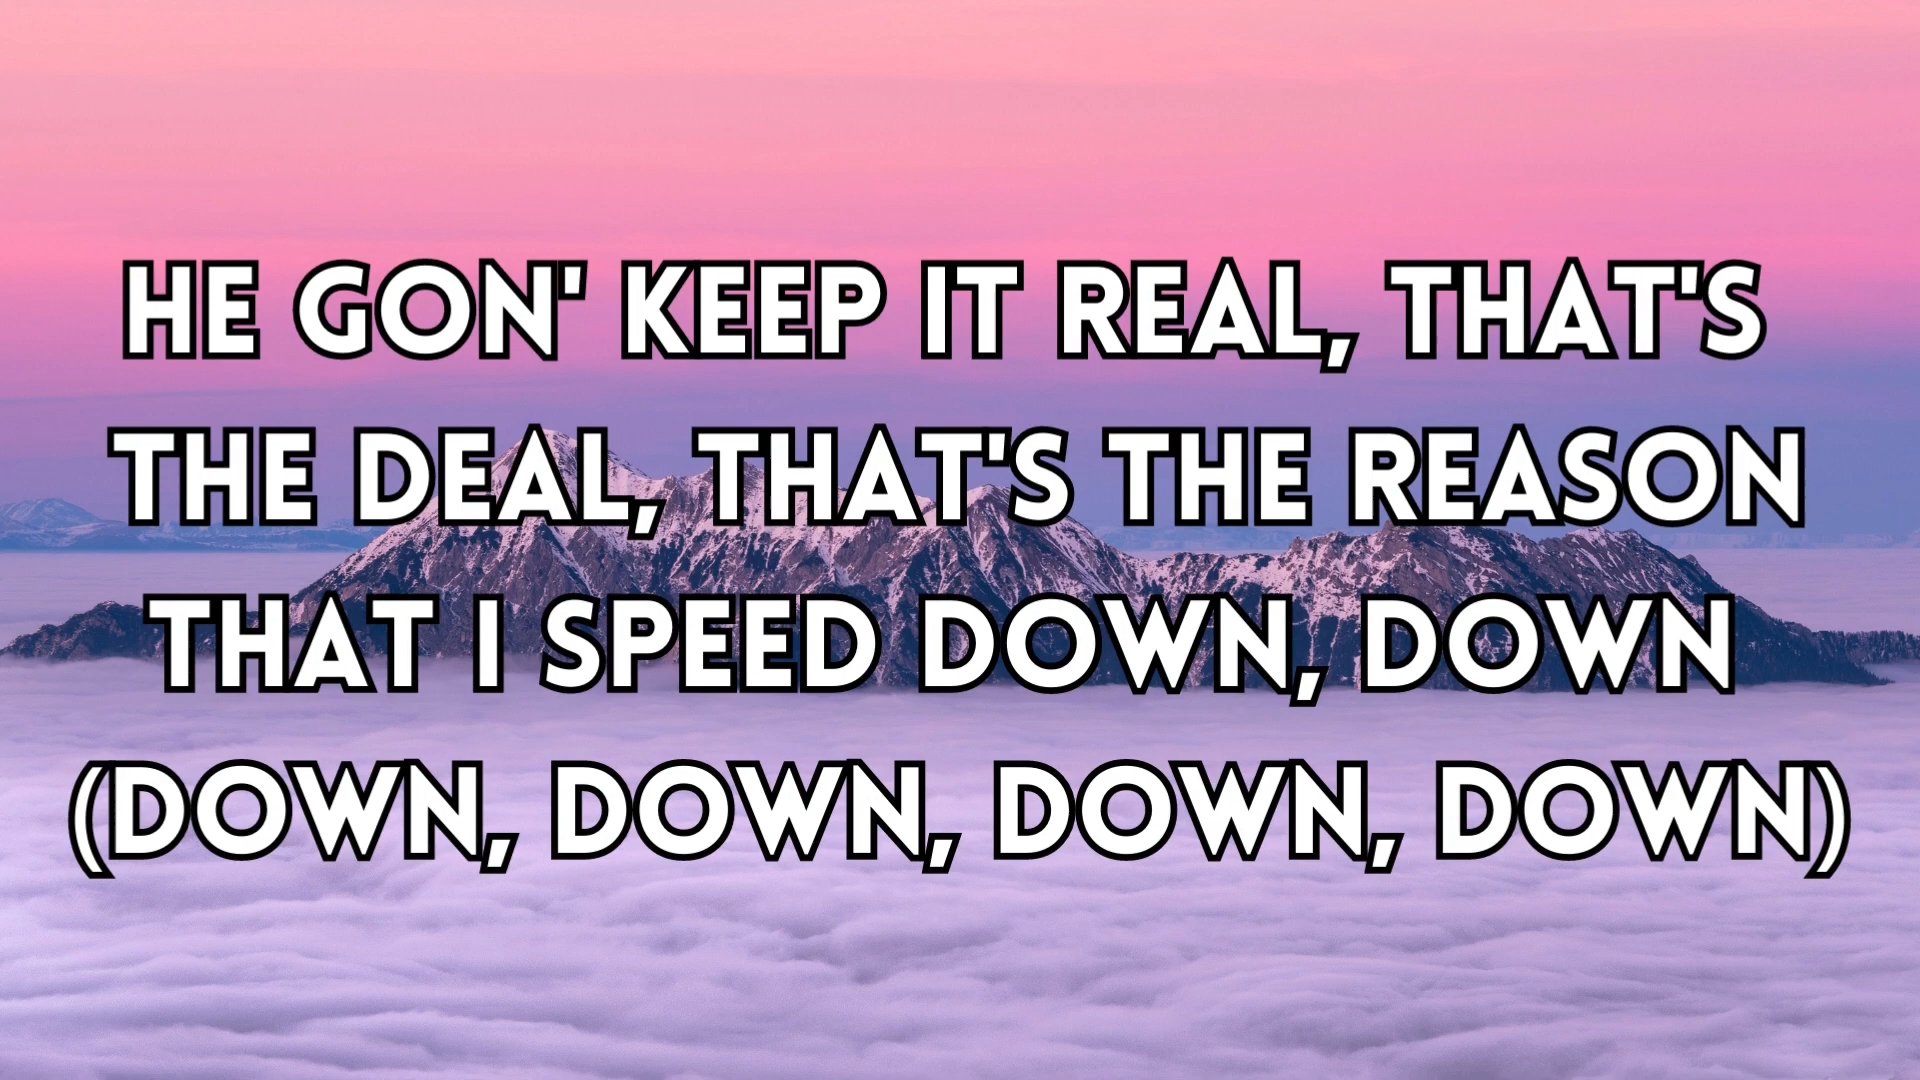 HE GON' KEEP IT REAL, THAT'S
THE DEAL, THAT'S THE REASON
THAT I SPEED DOWN, DOWN
(DOWN, DOWN, DOWN, DOWN)